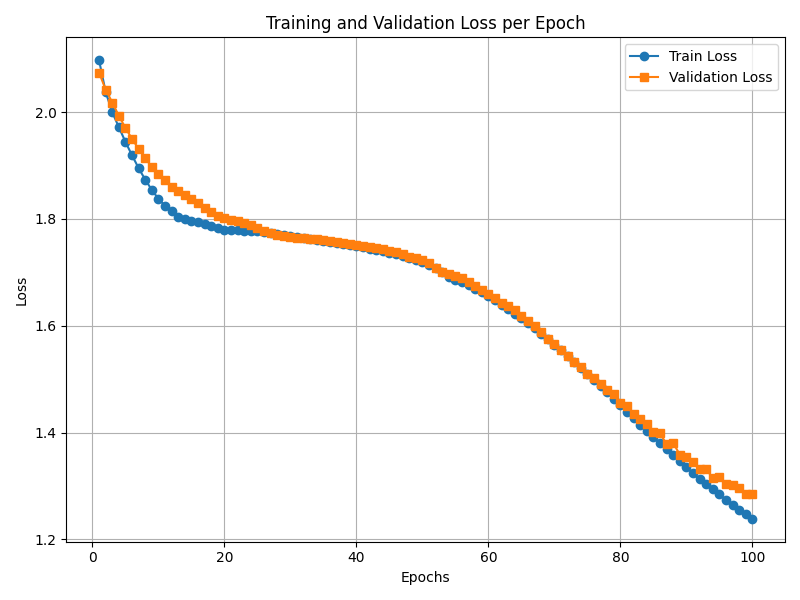 Training and Validation Loss per Epoch
Train Loss
Validation Loss
2.0
1.8
1.6
1.4
1.2
Loss
0 20 40 60 80 100
Epochs